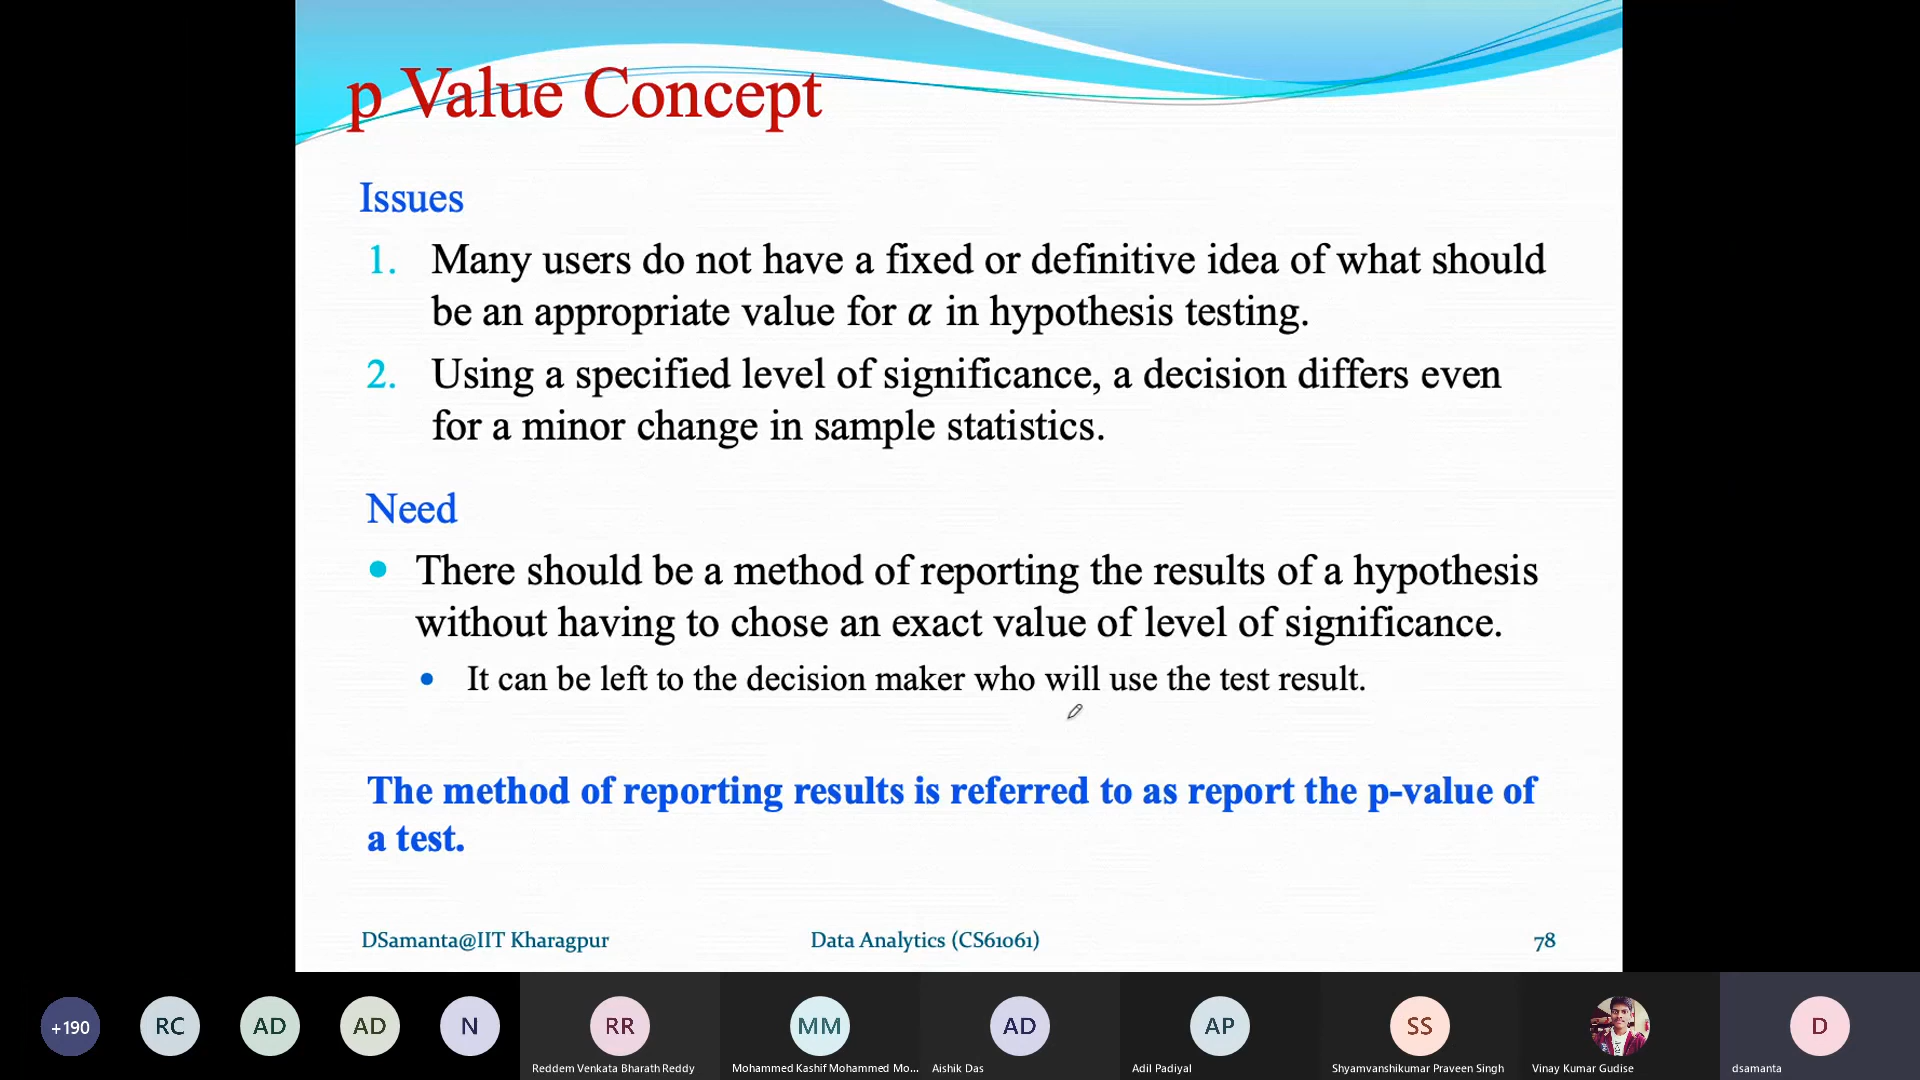 p Value Concept
Issues
1. Many users do not have a fixed or definitive idea of what should
be an appropriate value for α in hypothesis testing.
2. Using a specified level of significance, a decision differs even
for a minor change in sample statistics.
Need
• There should be a method of reporting the results of a hypothesis
without having to chose an exact value of level of significance.
• It can be left to the decision maker who will use the test result.
The method of reporting results is referred to as report the p-value of
a test.
DSamanta@IIT Kharagpur Data Analytics (CS61061) 78
+190 RC AD AD N RR MM AD AP SS D
Reddem Venkata Bharath Reddy Mohammed Kashif Mohammed Mo... Aishik Das Adil Padiyal Shyamvanshikumar Praveen Singh Vinay Kumar Gudise dsamanta